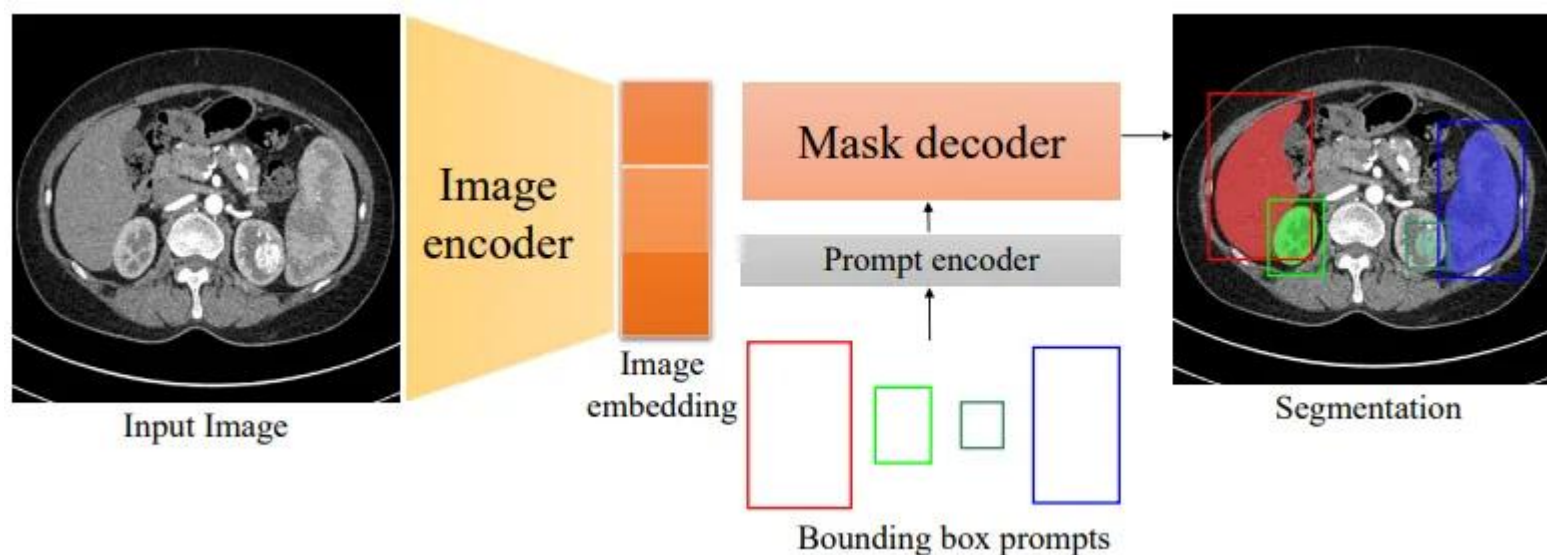 Input Image
Image
encoder
Image
embedding
Mask decoder
Prompt encoder
Bounding box prompts
Segmentation